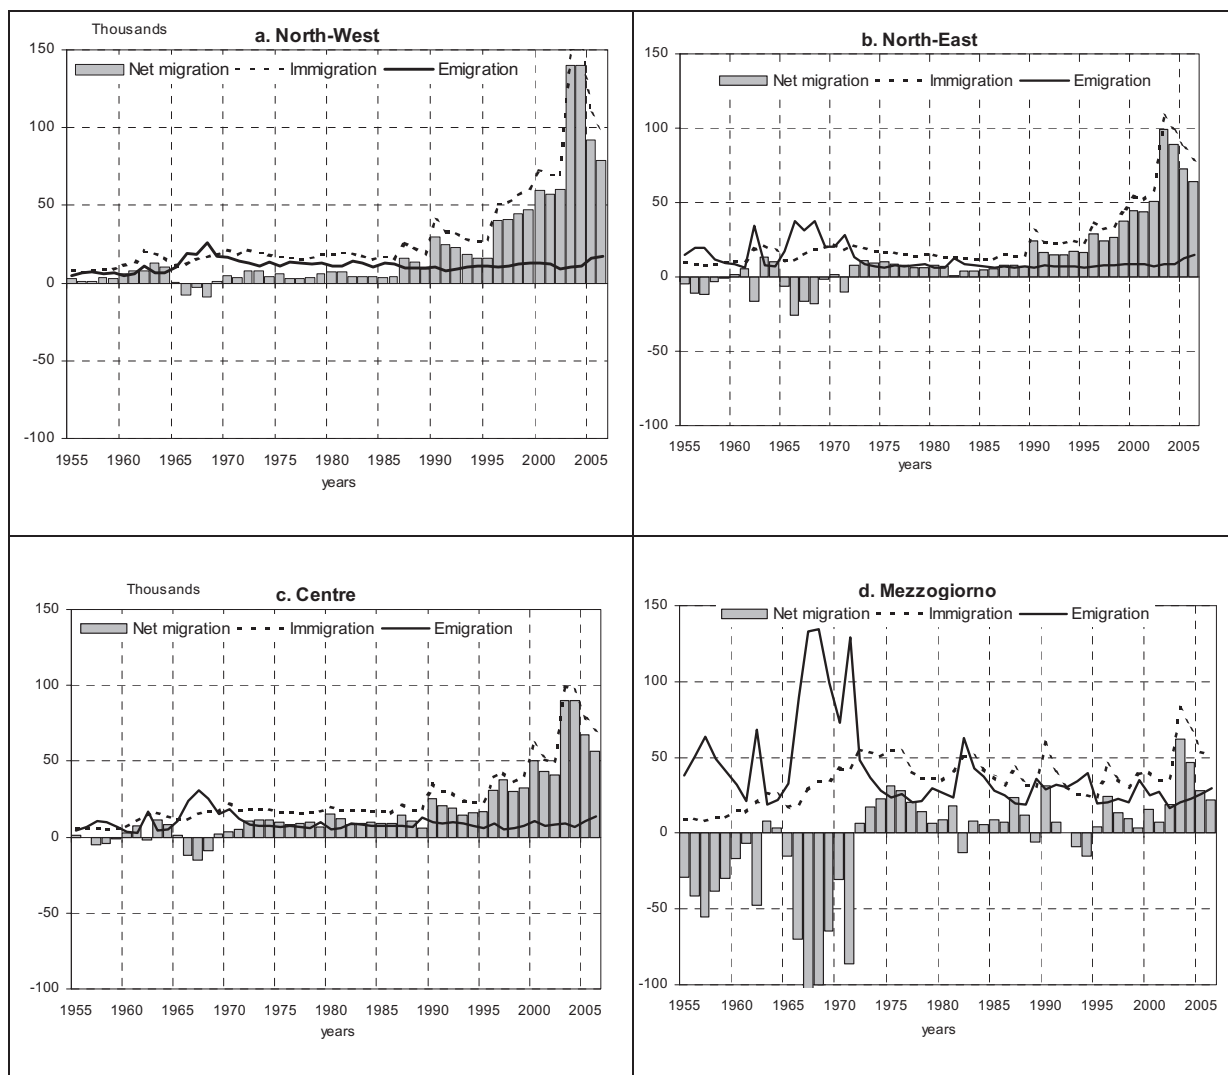 Thousands
a. North-West
150
Net migration Immigration Emigration
100
50
0
-50
-100
1955 1960 1965 1970 1975 1980 1985 1990 1995 2000 2005
years
b. North-East
150
Net migration Immigration Emigration
100
50
0
-50
-100
1955 1960 1965 1970 1975 1980 1985 1990 1995 2000 2005
years
Thousands
c. Centre
150
Net migration Immigration Emigration
100
50
0
-50
-100
1955 1960 1965 1970 1975 1980 1985 1990 1995 2000 2005
years
d. Mezzogiorno
150
Net migration Immigration Emigration
100
50
0
-50
-100
1955 1960 1965 1970 1975 1980 1985 1990 1995 2000 2005
years